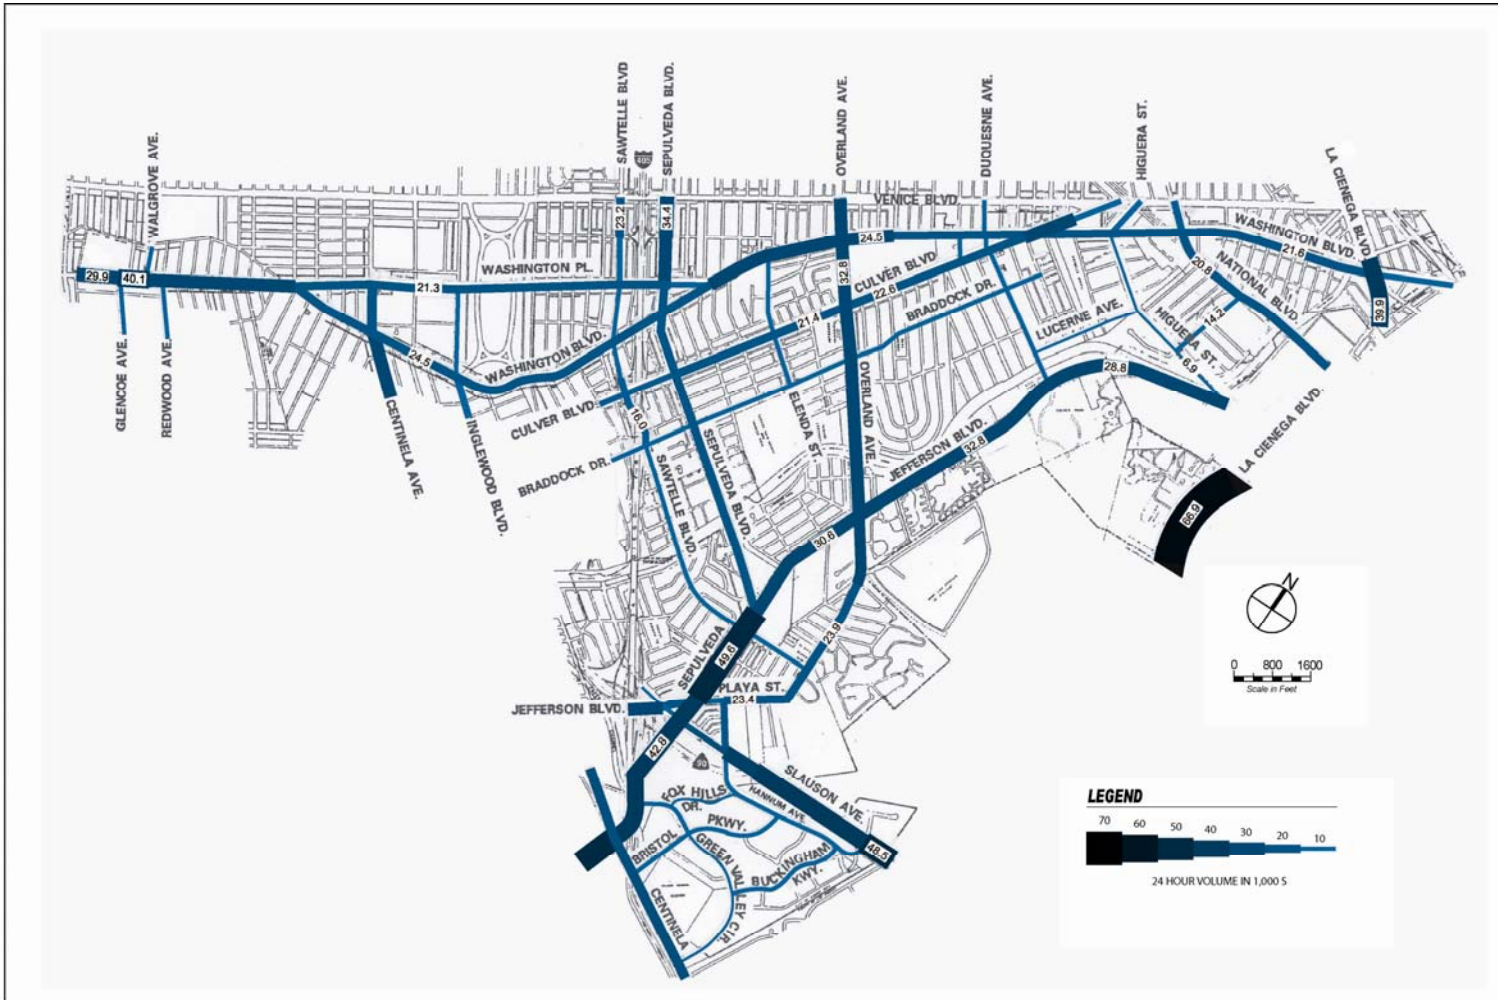 SAWTELLE BLVD
SEPULVEDA BLVD.
OVERLAND AVE.
DUQUESNE AVE.
HIGUERA ST.
WALGROVE AVE.
LA CIENEGA BLVD.
405
VENICE BLVD.
23.2
34.4
32.8
24.5
WASHINGTON BLVD.
21.6
29.9
40.1
WASHINGTON PL.
21.3
CULVER BLVD
22.6
21.4
BRADDOCK DR.
20.8
NATIONAL BLVD.
39.9
GLENCOE AVE.
REDWOOD AVE.
24.5
WASHINGTON BLVD.
LUCERNE AVE.
HIGUERA ST.
14.2
6.9
28.8
CENTINELA AVE.
INGLEWOOD BLVD.
CULVER BLVD.
BRADDOCK DR.
16.0
SAWTELLE BLVD.
SEPULVEDA BLVD.
ELENDA ST.
OVERLAND AVE.
JEFFERSON BLVD.
32.8
LA CIENEGA BLVD.
68.9
30.6
23.9
SEPULVEDA
49.6
PLAYA ST.
23.4
JEFFERSON BLVD.
42.8
90
SLAUSON AVE.
FOX HILLS
DR.
HANNUM AVE
BRISTOL
PKWY.
GREEN VALLEY CIR.
BUCKINGHAM
KWY.
48.5
CENTINELA
N
0 800 1600
Scale in Feet
LEGEND
70 60 50 40 30 20 10
24 HOUR VOLUME IN 1,000 S